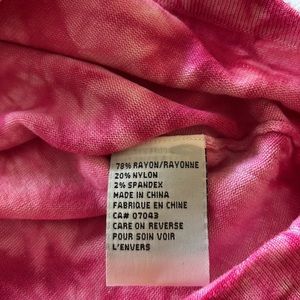 78% RAYON/RAYONNE
20% NYLON
2% SPANDEX
MADE IN CHINA
FABRIQUE EN CHINE
CA# 07043
CARE ON REVERSE
POUR SOIN VOIR
L'ENVERS